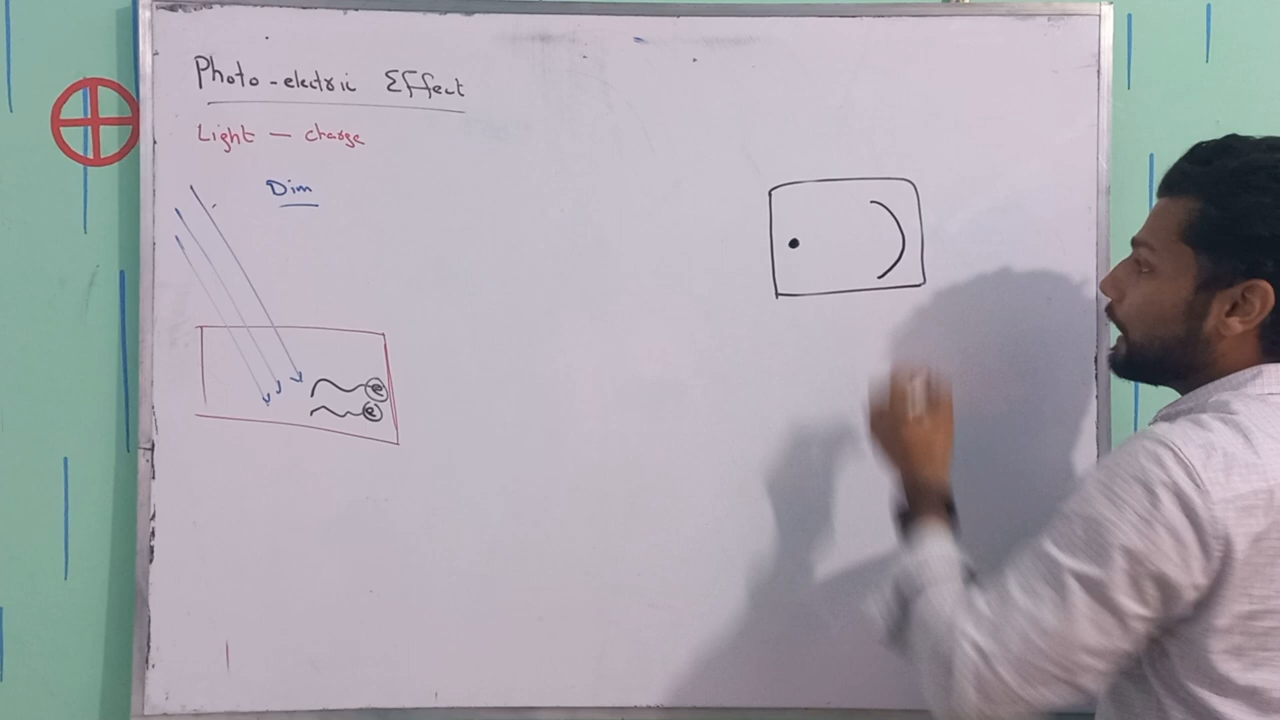 Photo-electric Effect
Light — charge
Dim
e
e